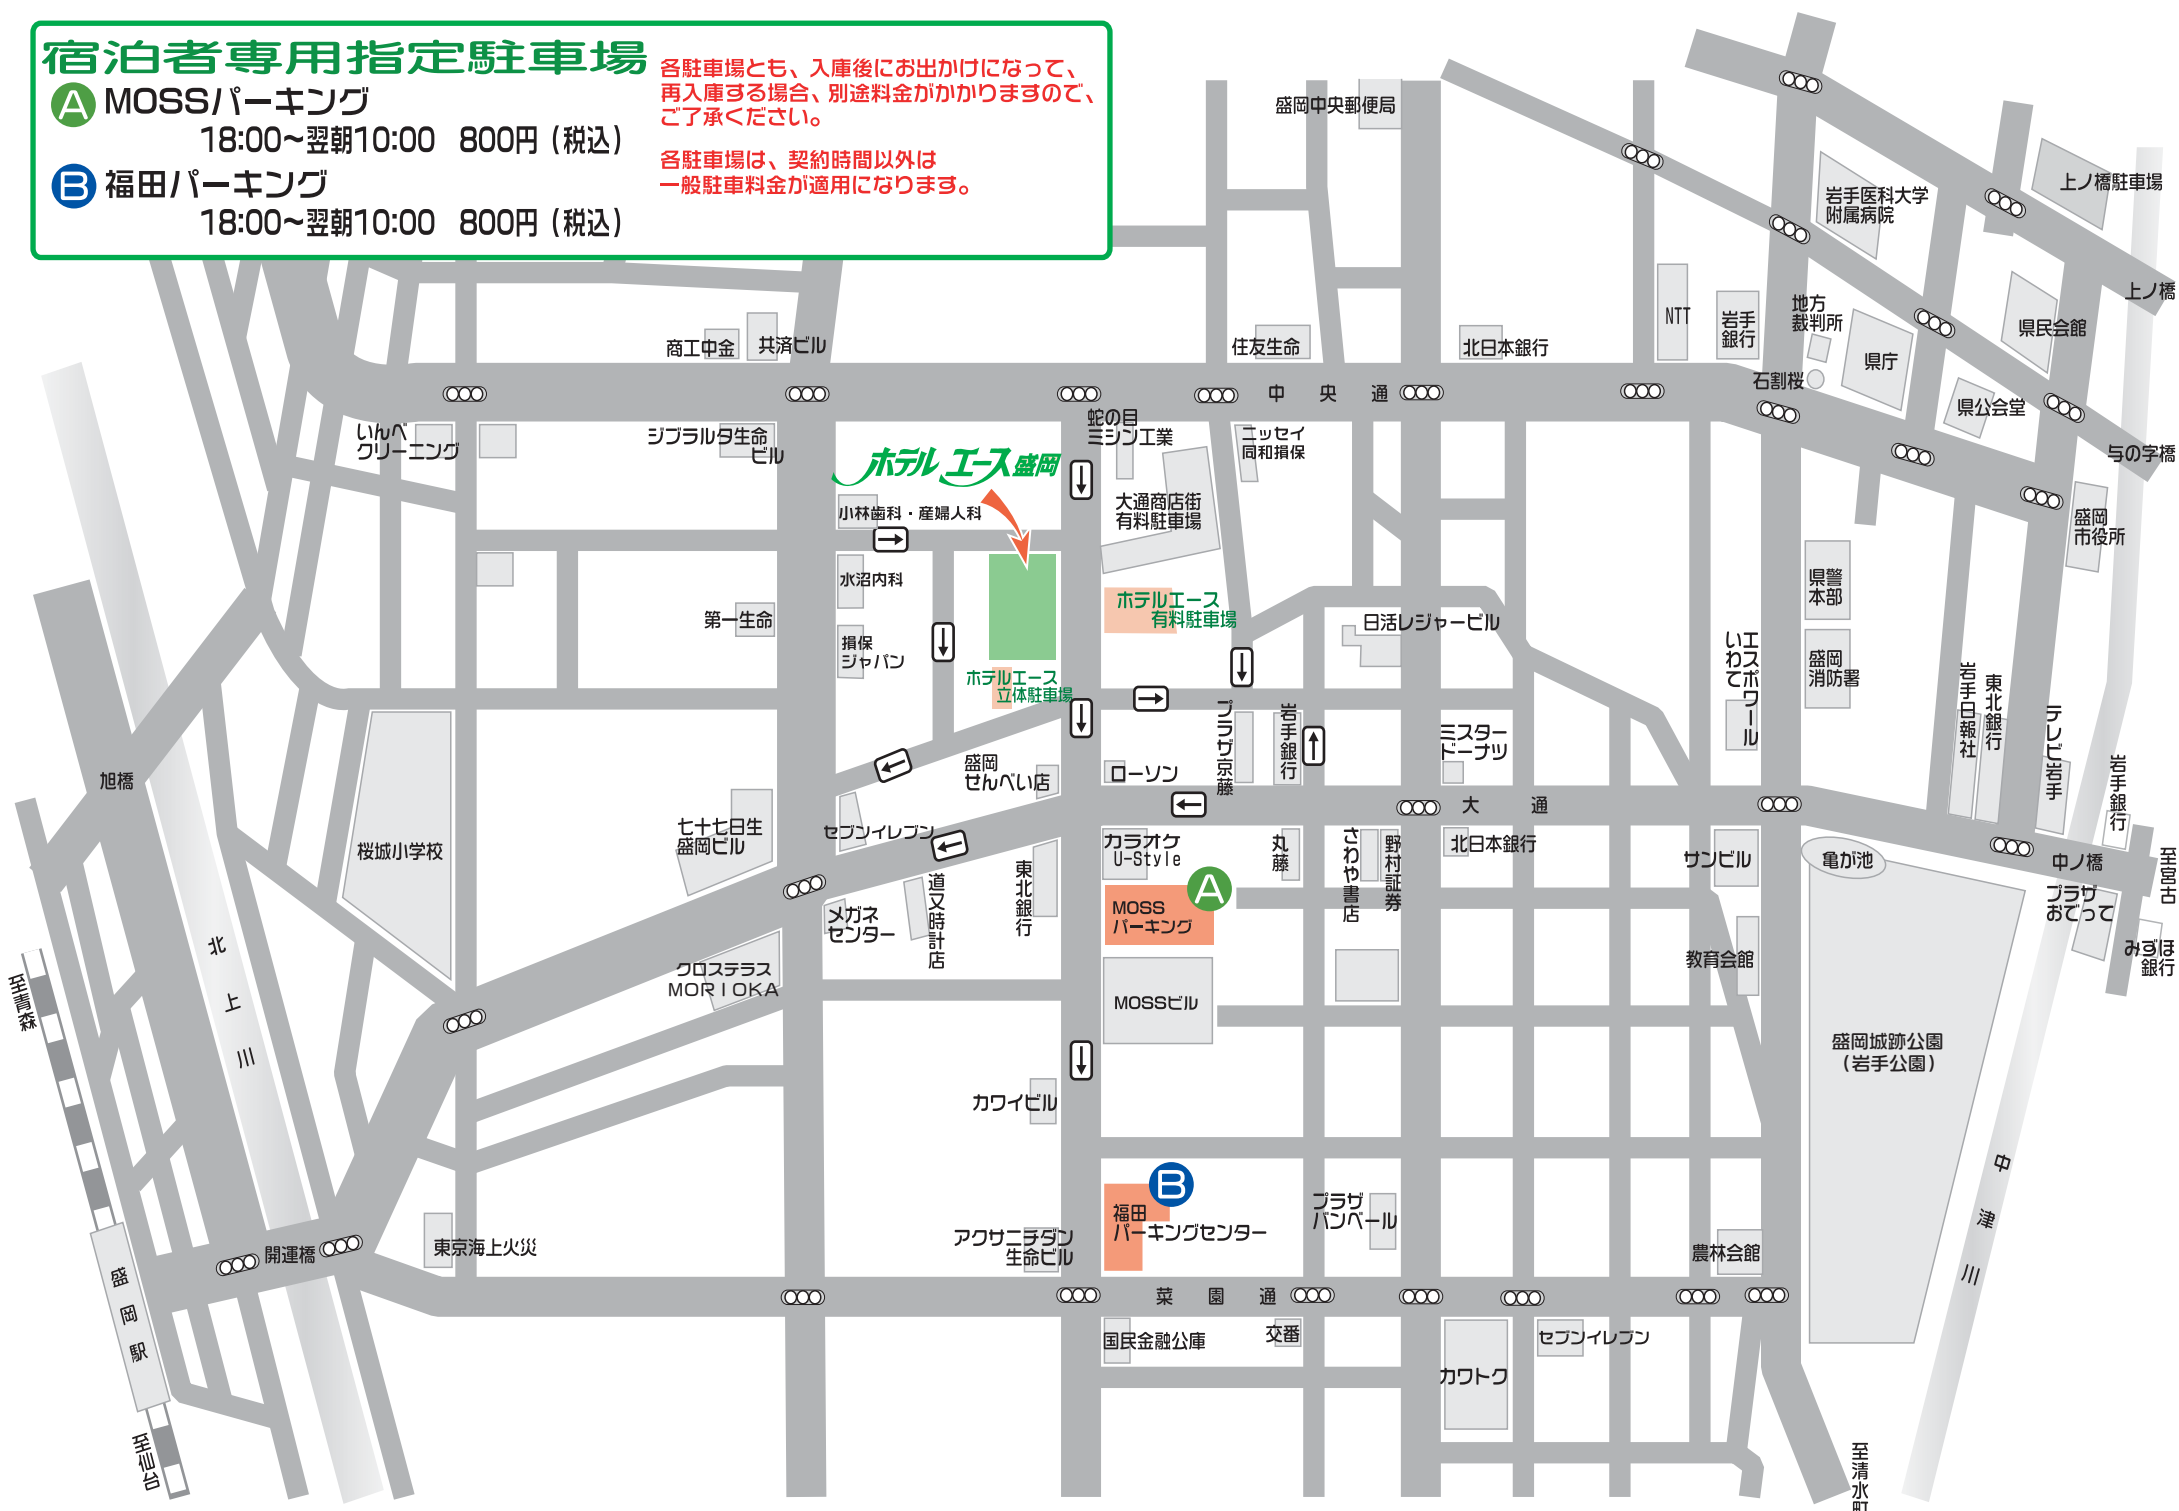 宿泊者専用指定駐車場
A MOSSパーキング
18:00〜翌朝10:00　800円（税込）
B 福田パーキング
18:00〜翌朝10:00　800円（税込）
各駐車場とも、入庫後にお出かけになって、
再入庫する場合、別途料金がかかりますので、
ご了承ください。
各駐車場は、契約時間以外は
一般駐車料金が適用になります。
盛岡中央郵便局
岩手医科大学
附属病院
上ノ橋駐車場
上ノ橋
商工中金
共済ビル
住友生命
北日本銀行
NTT
岩手
銀行
地方
裁判所
県庁
県民会館
石割桜
県公会堂
中央通
与の字橋
いんべ
クリーニング
ジブラルタ生命
ビル
蛇の目
ミシン工業
ニッセイ
同和損保
ホテル エース盛岡
小林歯科・産婦人科
大通商店街
有料駐車場
盛岡
市役所
水沼内科
県警
本部
第一生命
ホテルエース
有料駐車場
日活レジャービル
損保
ジャパン
エスポワール
いわて
盛岡
消防署
ホテルエース
立体駐車場
岩手日報社
東北銀行
テレビ岩手
プラザ京藤
岩手銀行
ミスター
ドーナツ
旭橋
盛岡
せんべい店
ローソン
岩手銀行
大通
七十七日生
盛岡ビル
セブンイレブン
カラオケ
U-Style
丸藤
さわや書店
野村証券
北日本銀行
サンビル
亀が池
中ノ橋
至宮古
桜城小学校
道又時計店
東北銀行
A
MOSS
パーキング
プラザ
おでって
メガネ
センター
みずほ
銀行
北上川
クロステラス
MORIOKA
MOSSビル
教育会館
至青森
盛岡城跡公園
（岩手公園）
カワイビル
B
福田
パーキングセンター
プラザ
バンベール
中津川
アクサニチダン
生命ビル
東京海上火災
開運橋
農林会館
盛岡駅
菜園通
国民金融公庫
交番
セブンイレブン
カワトク
至仙台
至清水町